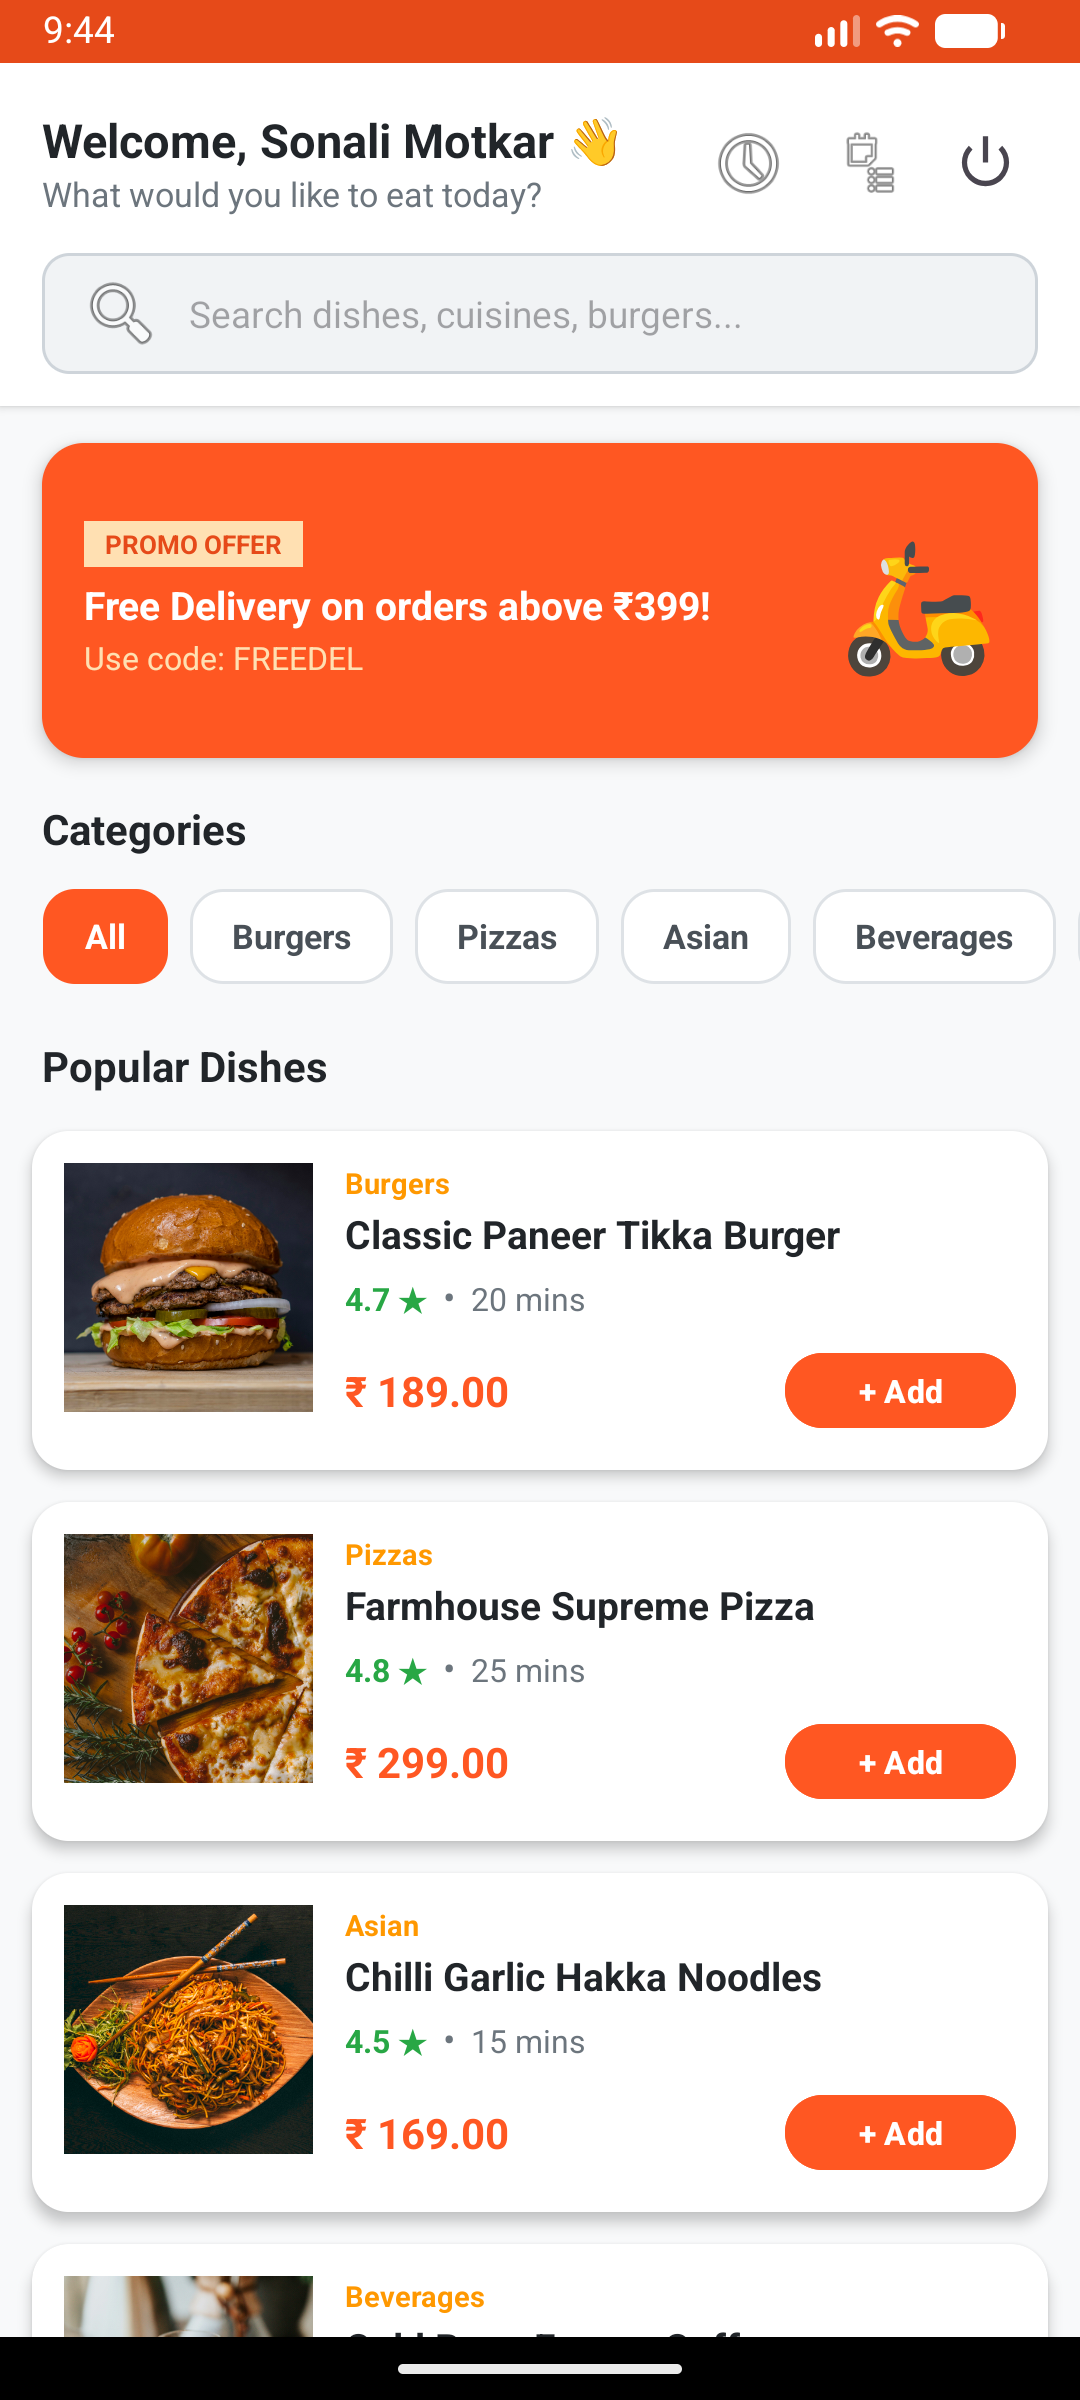 9:44
Welcome, Sonali Motkar 👋
What would you like to eat today?
Search dishes, cuisines, burgers...
PROMO OFFER
Free Delivery on orders above ₹399!
Use code: FREEDEL
Categories
All
Burgers
Pizzas
Asian
Beverages
Popular Dishes
Burgers
Classic Paneer Tikka Burger
4.7 ★ • 20 mins
₹ 189.00
+ Add
Pizzas
Farmhouse Supreme Pizza
4.8 ★ • 25 mins
₹ 299.00
+ Add
Asian
Chilli Garlic Hakka Noodles
4.5 ★ • 15 mins
₹ 169.00
+ Add
Beverages